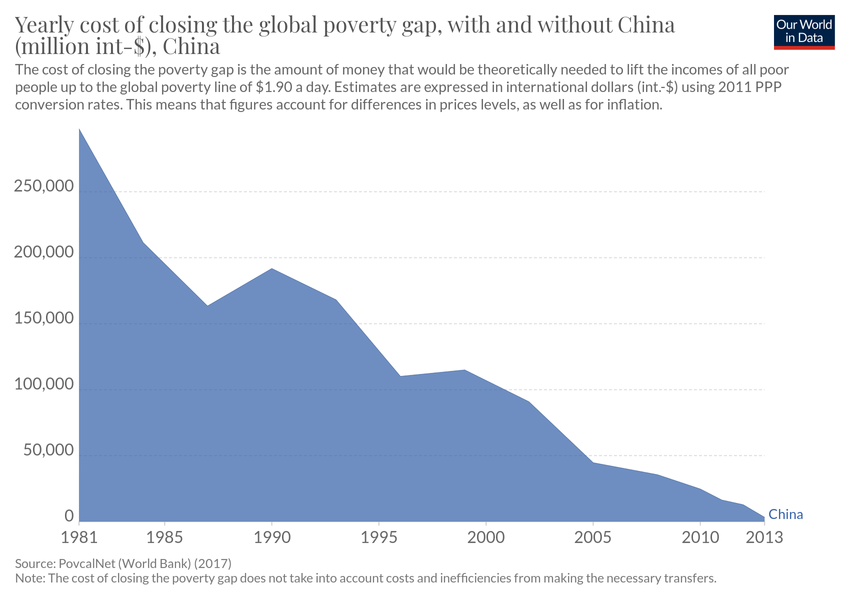 Yearly cost of closing the global poverty gap, with and without China
(million int-$), China
Our World
in Data
The cost of closing the poverty gap is the amount of money that would be theoretically needed to lift the incomes of all poor
people up to the global poverty line of $1.90 a day. Estimates are expressed in international dollars (int.-$) using 2011 PPP
conversion rates. This means that figures account for differences in prices levels, as well as for inflation.
250,000
200,000
150,000
100,000
50,000
0
China
1981 1985 1990 1995 2000 2005 2010 2013
Source: PovcalNet (World Bank) (2017)
Note: The cost of closing the poverty gap does not take into account costs and inefficiencies from making the necessary transfers.